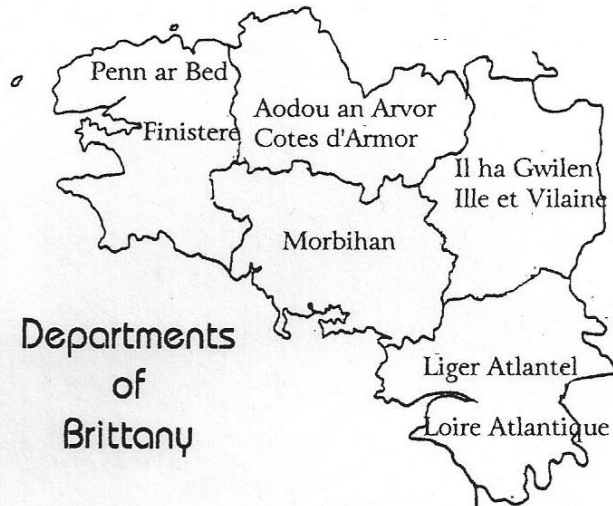 Penn ar Bed
Finistere
Aodou an Arvor
Cotes d'Armor
Il ha Gwilen
Ille et Vilaine
Morbihan
Liger Atlantel
Loire Atlantique
Departments
of
Brittany